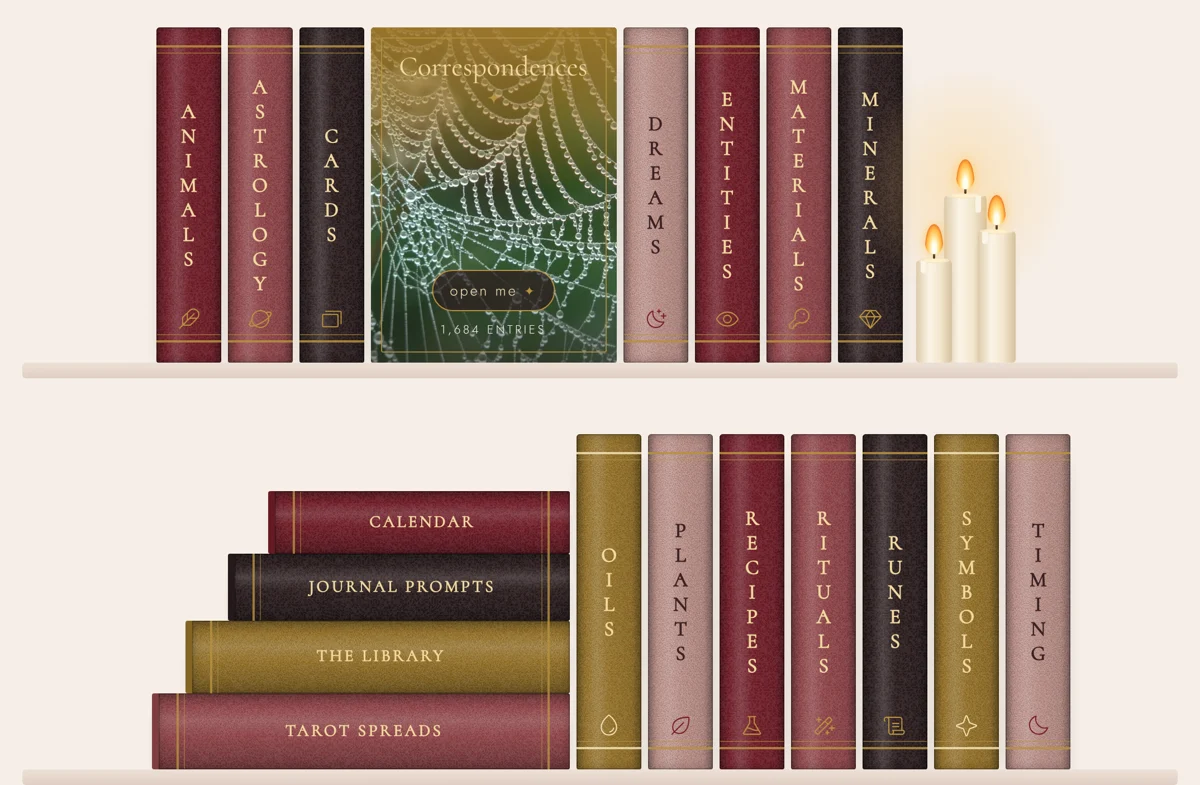 ANIMALS
ASTROLOGY
CARDS
Correspondences
open me
1,684 ENTRIES
DREAMS
ENTITIES
MATERIALS
MINERALS
CALENDAR
JOURNAL PROMPTS
THE LIBRARY
TAROT SPREADS
OILS
PLANTS
RECIPES
RITUALS
RUNES
SYMBOLS
TIMING